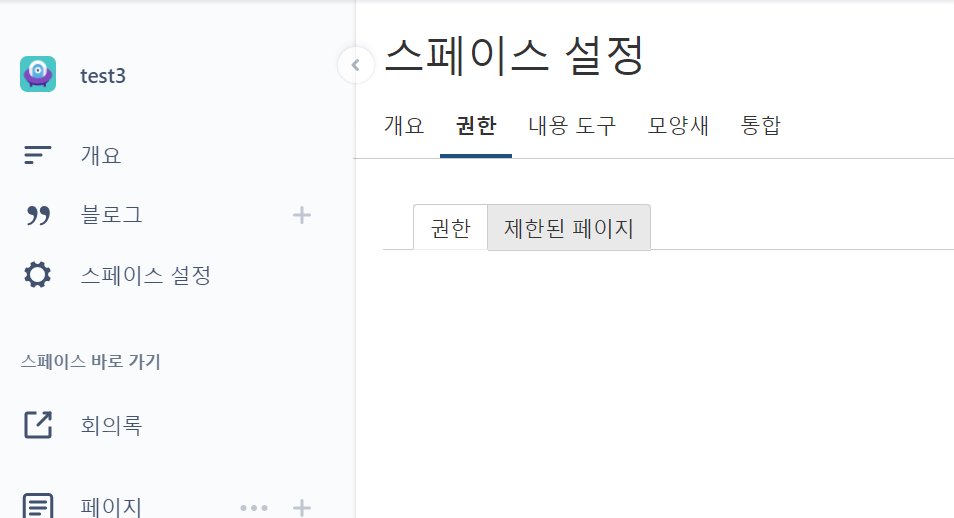 test3
개요
블로그
스페이스 설정
스페이스 바로 가기
회의록
페이지
스페이스 설정
개요 권한 내용 도구 모양새 통합
권한 제한된 페이지